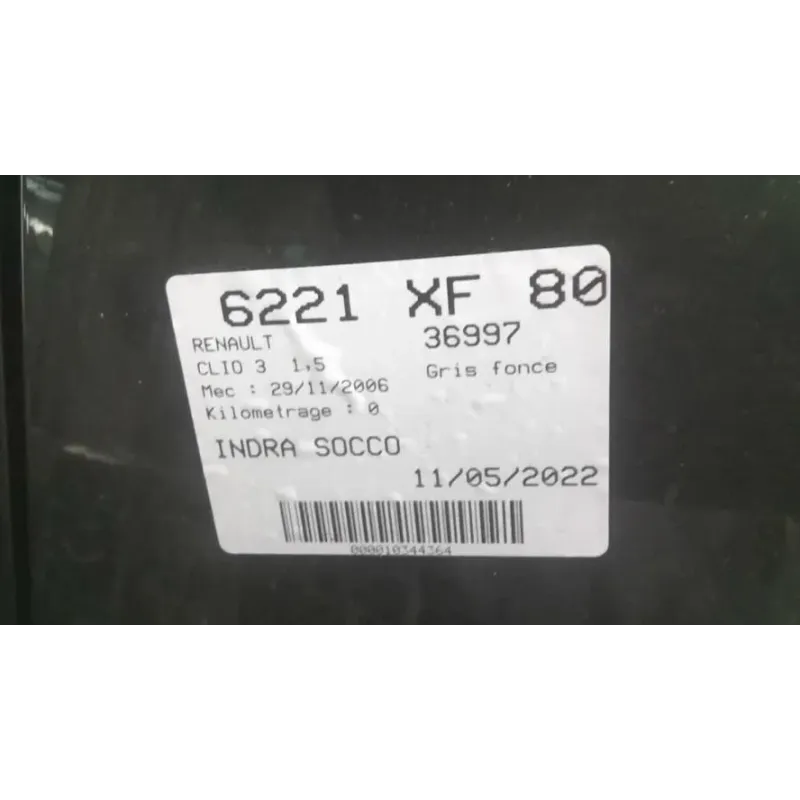 6221 XF 80
RENAULT 36997
CLIO 3 1,5 Gris fonce
Mec : 29/11/2006
Kilometrage : 0
INDRA SOCCO
11/05/2022
000010344364